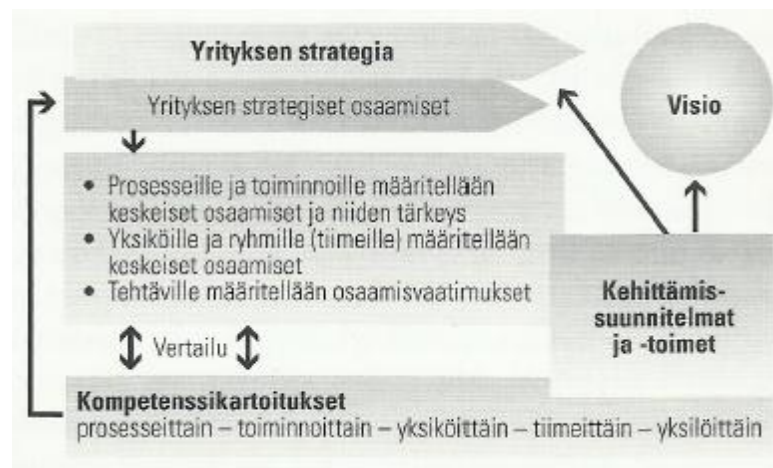 Yrityksen strategia
Yrityksen strategiset osaamiset
Visio
• Prosesseille ja toiminnoille määritellään
keskeiset osaamiset ja niiden tärkeys
• Yksiköille ja ryhmille (tiimeille) määritellään
keskeiset osaamiset
• Tehtäville määritellään osaamisvaatimukset
Kehittämis-
suunnitelmat
ja -toimet
Vertailu
Kompetenssikartoitukset
prosesseittain – toiminnoittain – yksiköittäin – tiimeittäin – yksilöittäin